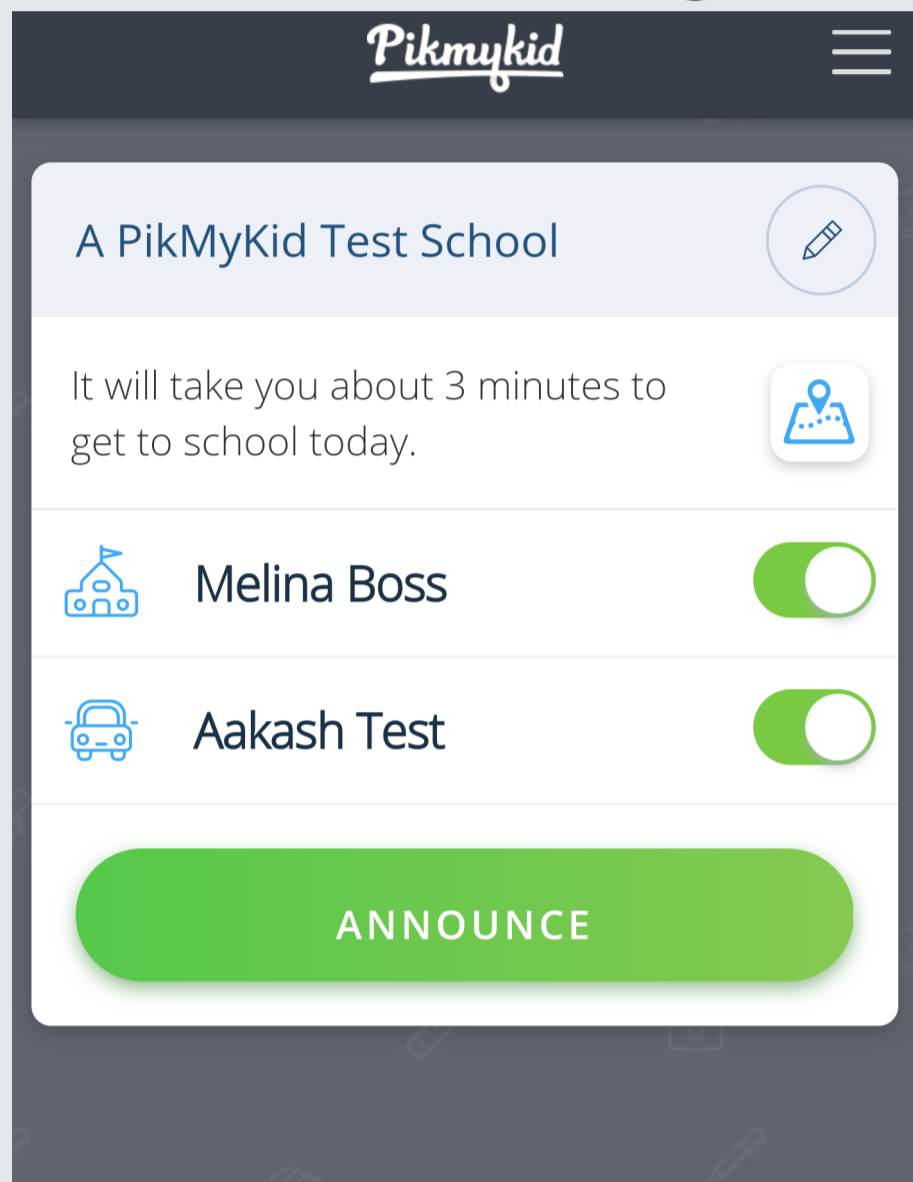 Pikmykid
A PikMyKid Test School
It will take you about 3 minutes to
get to school today.
Melina Boss
Aakash Test
ANNOUNCE